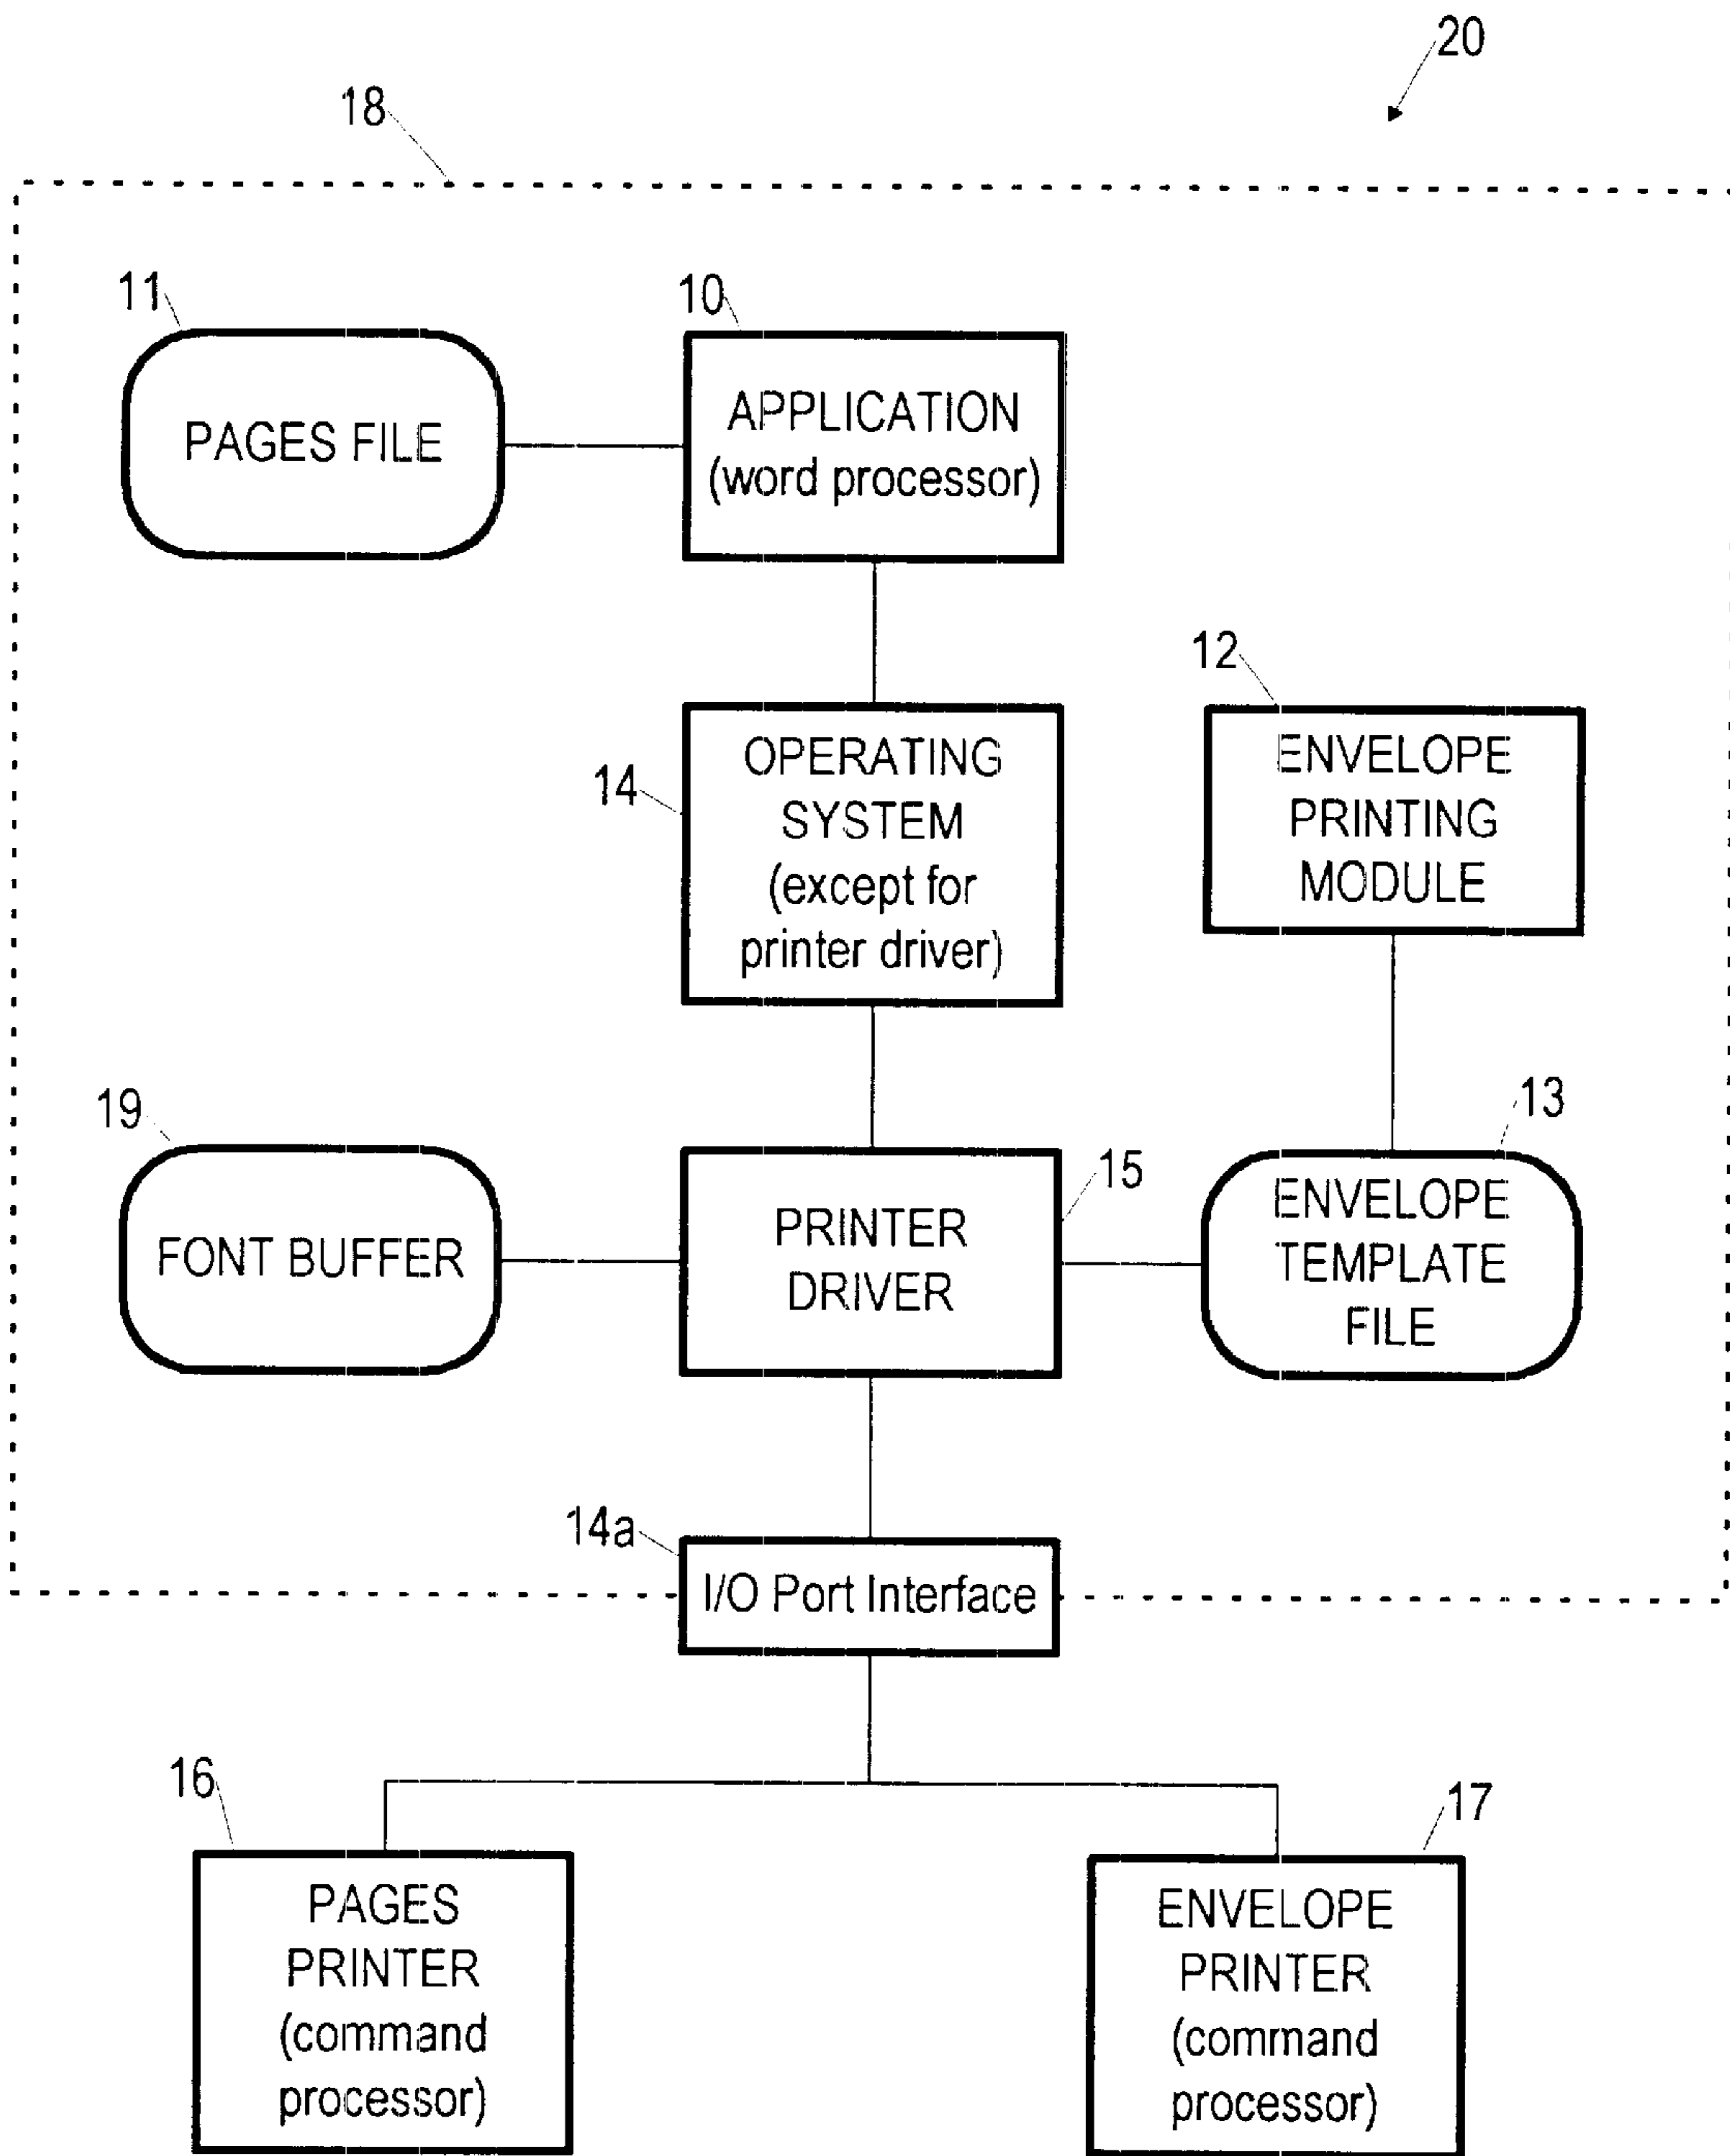 20
18
11
10
PAGES FILE
APPLICATION
(word processor)
12
14
OPERATING
SYSTEM
(except for
printer driver)
ENVELOPE
PRINTING
MODULE
19
15
13
FONT BUFFER
PRINTER
DRIVER
ENVELOPE
TEMPLATE
FILE
14a
I/O Port Interface
16
17
PAGES
PRINTER
(command
processor)
ENVELOPE
PRINTER
(command
processor)